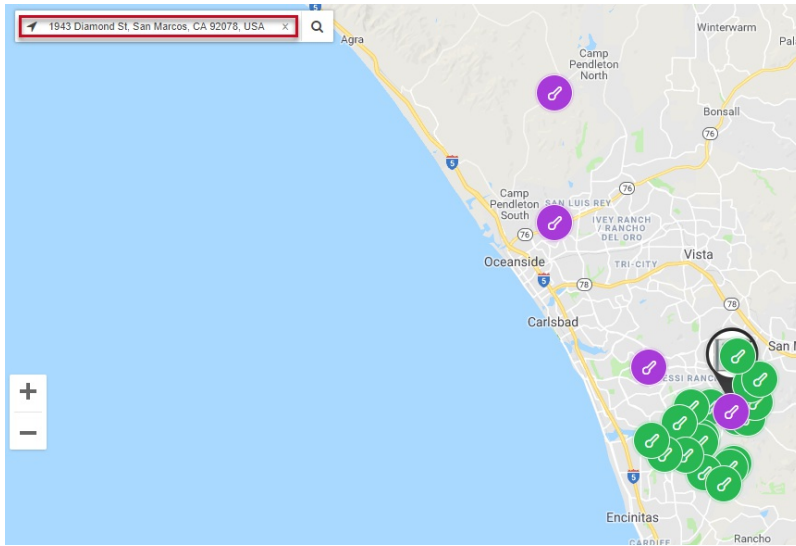 1943 Diamond St, San Marcos, CA 92078, USA ×
5
Agra
Winterwarm
Camp
Pendleton
North
Bonsall
76
5
Camp
Pendleton
South
76
SAN LUIS REY
IVEY RANCH
/ RANCHO
DEL ORO
76
Oceanside
TRI-CITY
Vista
5
78
78
Carlsbad
5
Encinitas
CARDIFF
Rancho
+
−